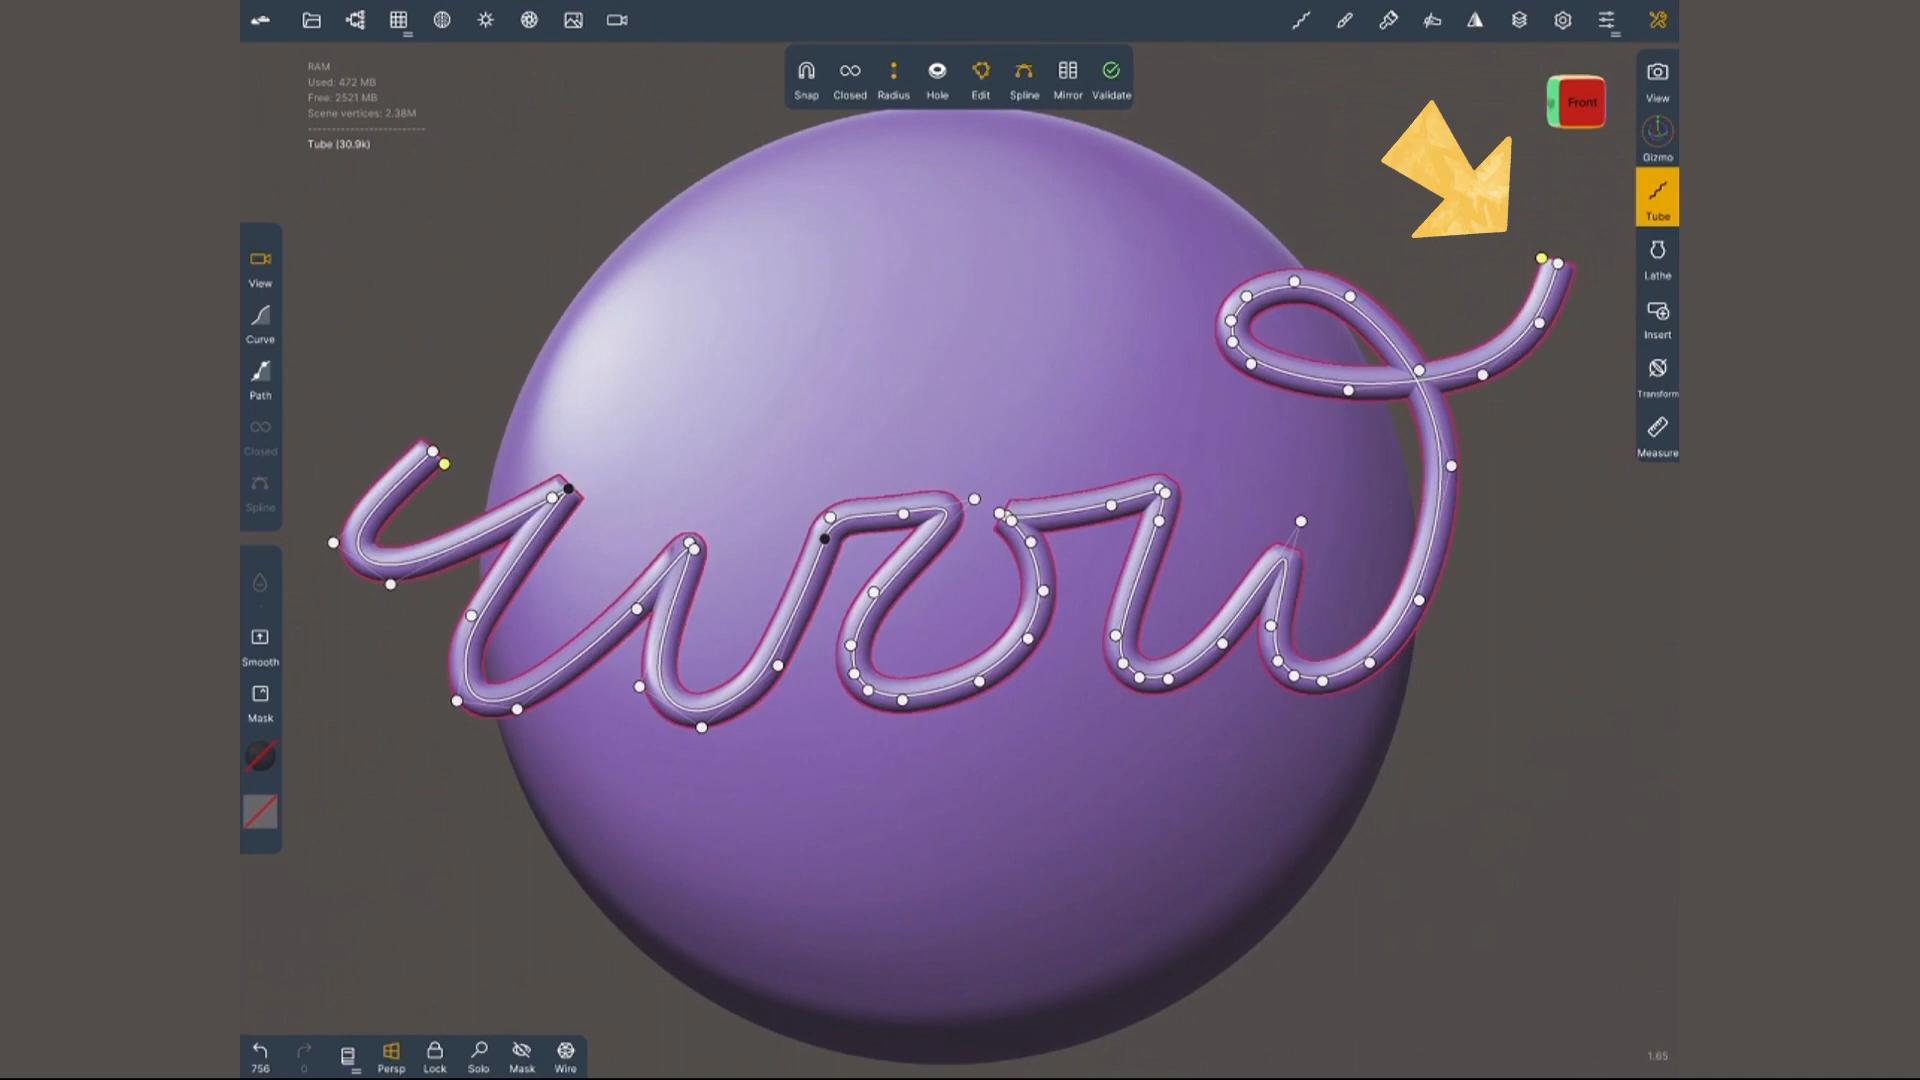 RAM
Used: 472 MB
Free: 2521 MB
Scene vertices: 2.38M
------------------------
Tube (30.9k)
Snap Closed Radius Hole Edit Spline Mirror Validate
Front
View
Gizmo
Tube
Lathe
Insert
Transform
Measure
View
Curve
Path
Closed
Spline
Smooth
Mask
wow
756 0 Persp Lock Solo Mask Wire
1.65